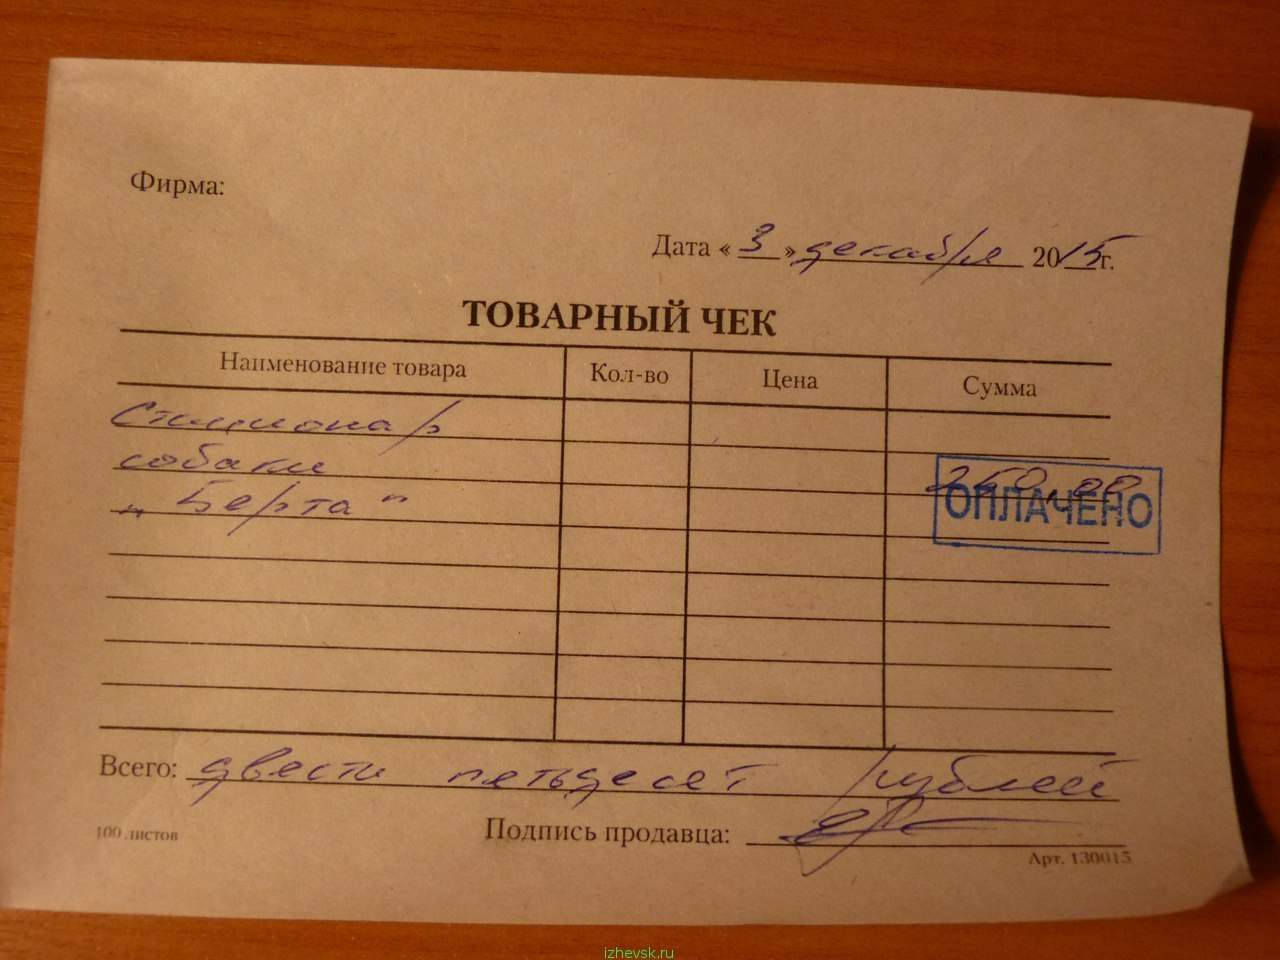 Фирма:
Дата « 3 » декабря 2015г.
ТОВАРНЫЙ ЧЕК
Наименование товара Кол-во Цена Сумма
Стационар
собаки 250,00
„Берта“ ОПЛАЧЕНО
Всего: двести пятьдесят рублей
100 листов Подпись продавца:
Арт. 130015
izhevsk.ru